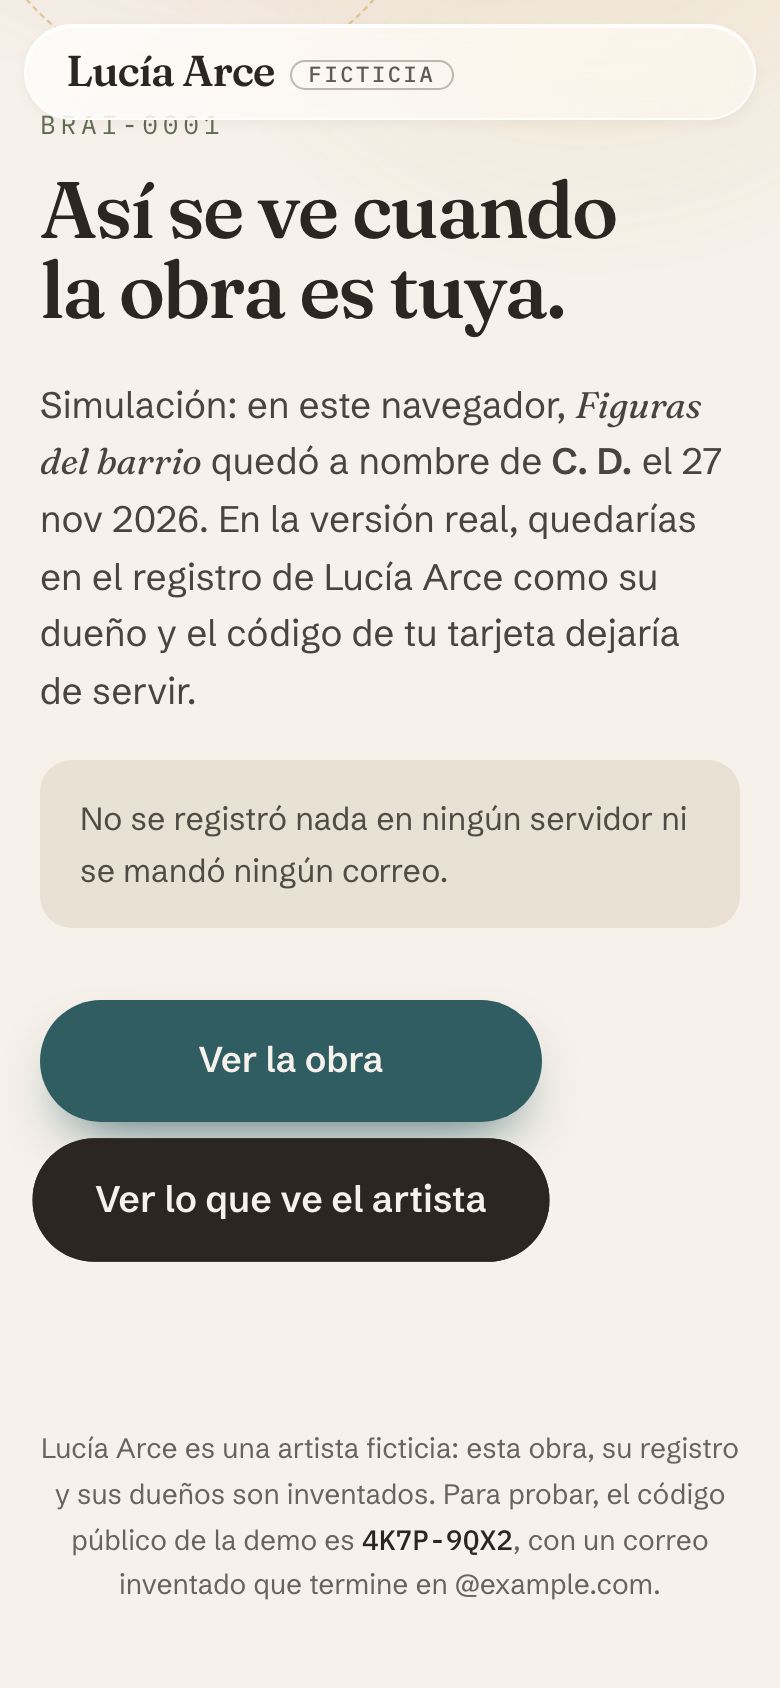 Lucía Arce FICTICIA
BRAI-0001
Así se ve cuando
la obra es tuya.
Simulación: en este navegador, Figuras
del barrio quedó a nombre de C. D. el 27
nov 2026. En la versión real, quedarías
en el registro de Lucía Arce como su
dueño y el código de tu tarjeta dejaría
de servir.
No se registró nada en ningún servidor ni
se mandó ningún correo.
Ver la obra
Ver lo que ve el artista
Lucía Arce es una artista ficticia: esta obra, su registro
y sus dueños son inventados. Para probar, el código
público de la demo es 4K7P-9QX2, con un correo
inventado que termine en @example.com.